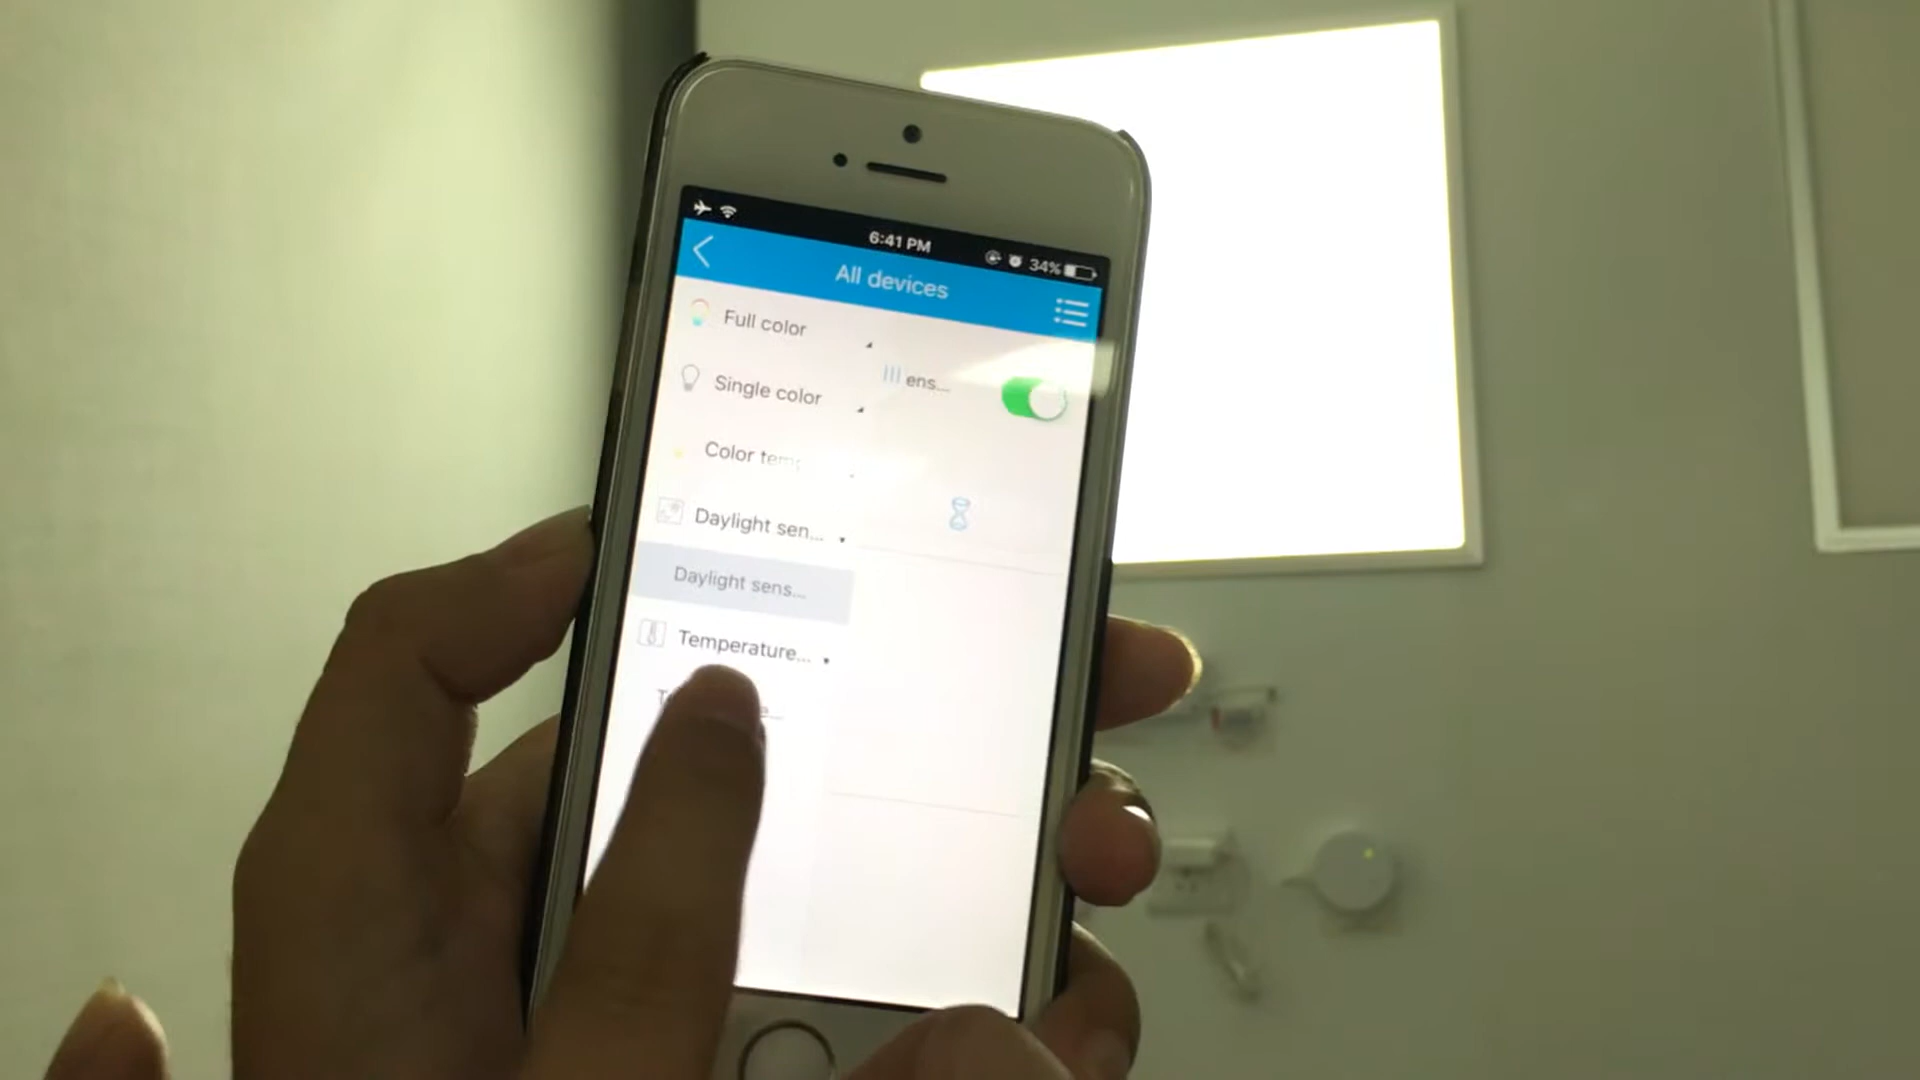 6:41 PM
34%
All devices
Full color
ens...
Single color
Color tem
Daylight sen...
Daylight sens...
Temperature...